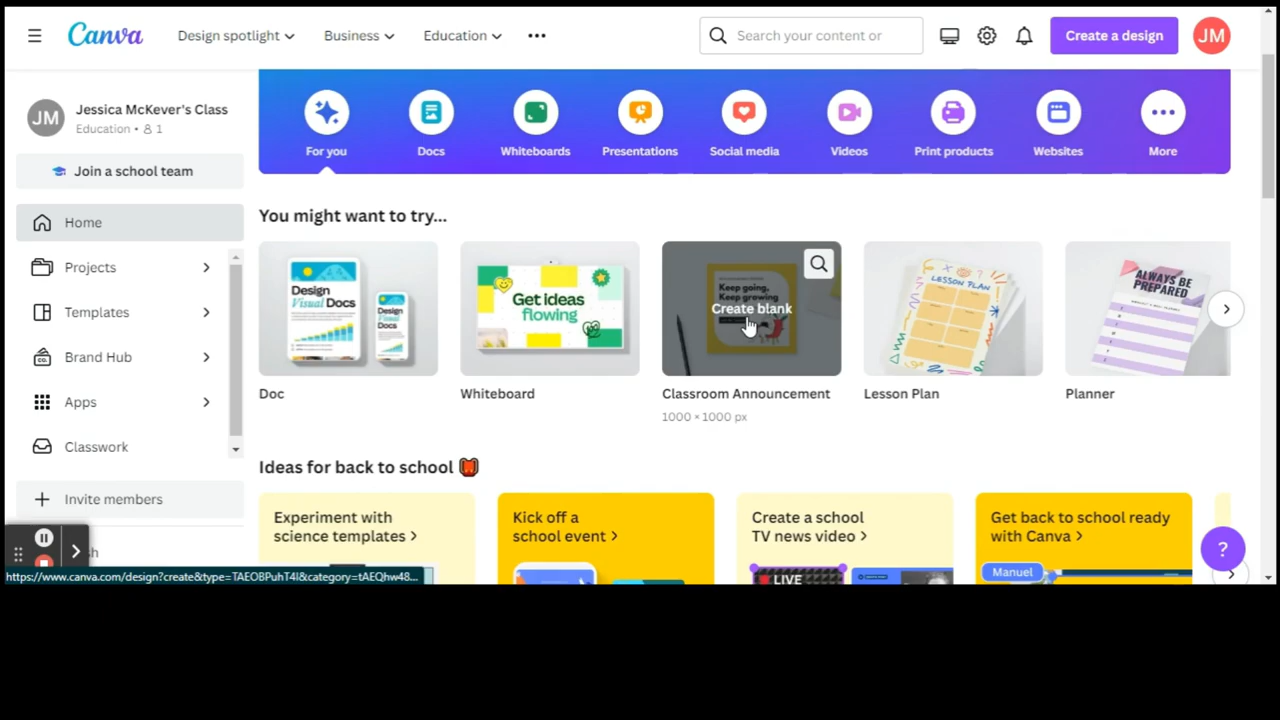 Canva
Design spotlight
Business
Education
•••
Search your content or
Create a design
JM
JM
Jessica McKever's Class
Education • 1
Join a school team
Home
Projects
Templates
Brand Hub
Apps
Classwork
Invite members
For you
Docs
Whiteboards
Presentations
Social media
Videos
Print products
Websites
More
You might want to try...
Design
Visual Docs
Design
Visual Docs
Get ideas
flowing
Keep going,
Keep growing
Create blank
LESSON PLAN
ALWAYS BE
PREPARED
Doc
Whiteboard
Classroom Announcement
1000 × 1000 px
Lesson Plan
Planner
Ideas for back to school
Experiment with
science templates >
Kick off a
school event >
Create a school
TV news video >
Get back to school ready
with Canva >
LIVE
Manuel
?
https://www.canva.com/design?create&type=TAEOBPuhT4I&category=tAEQhw48...